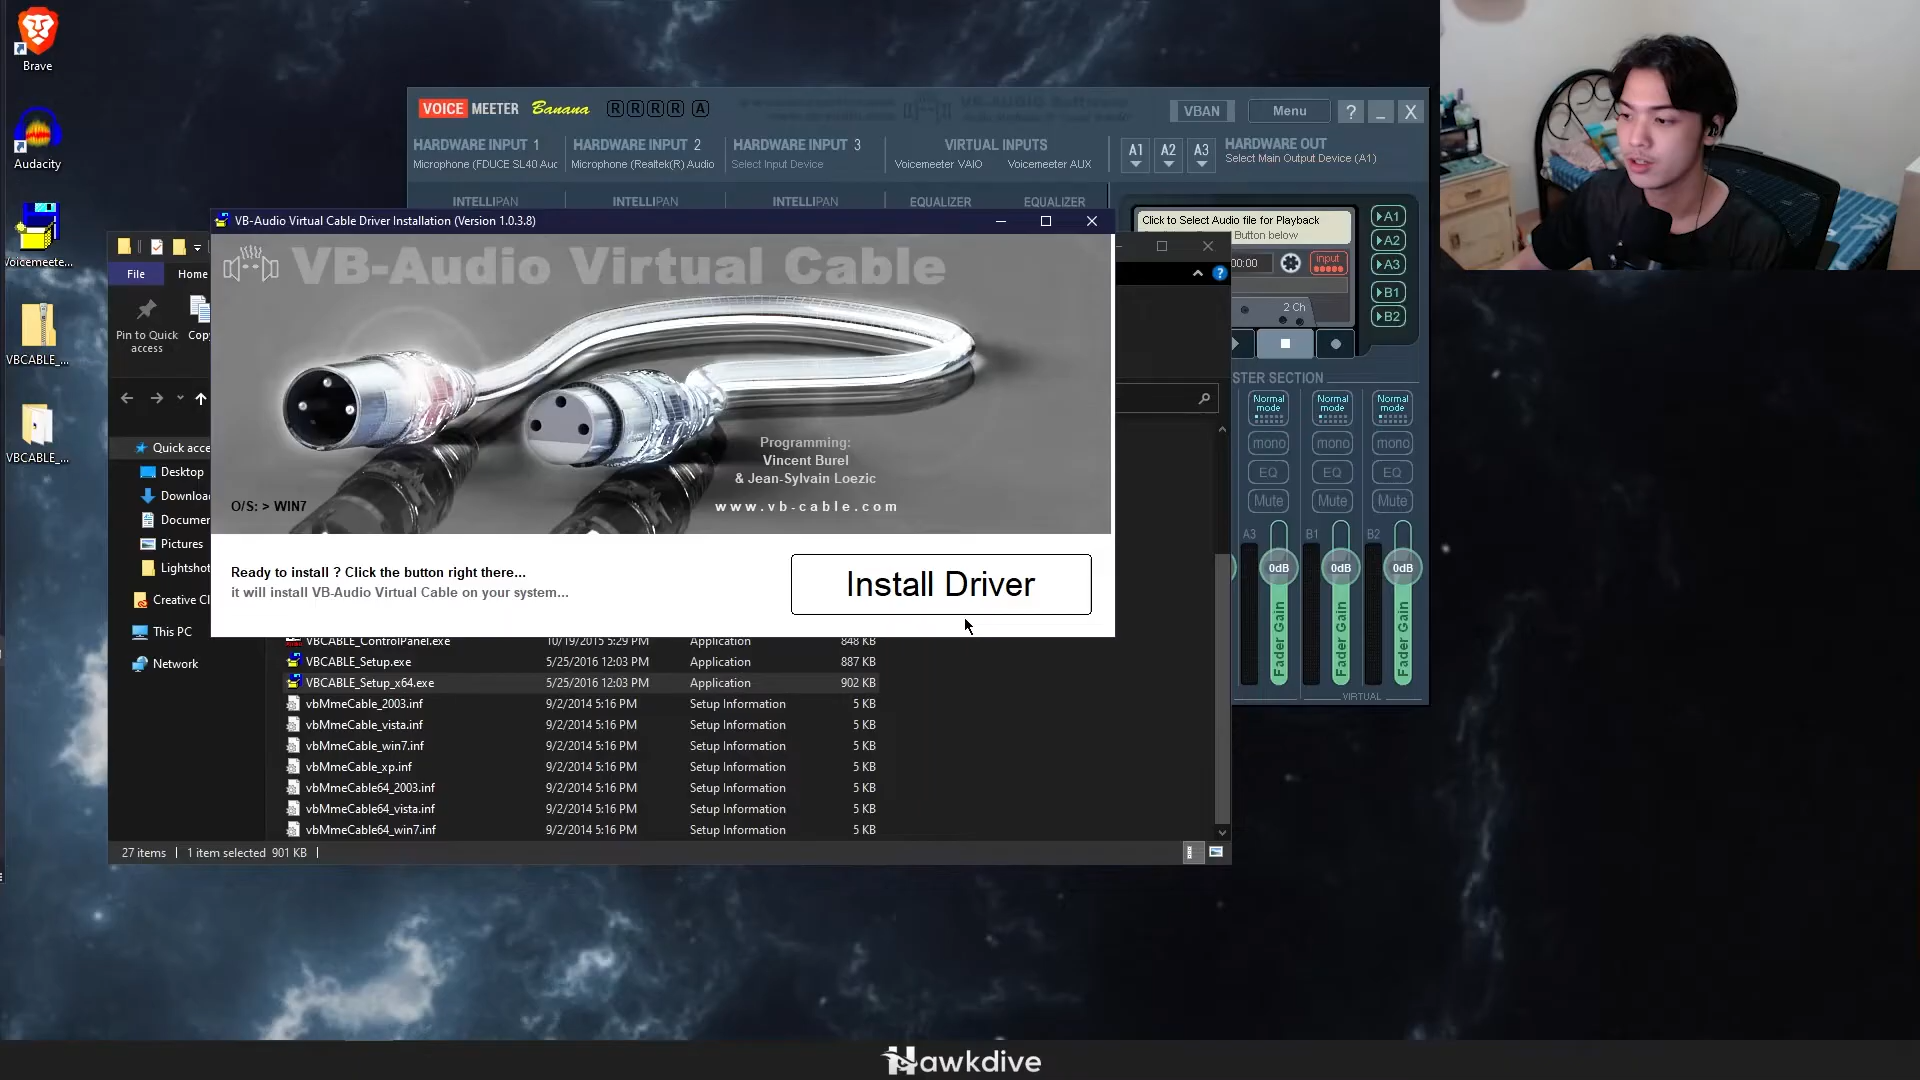 Brave
Audacity
Voicemeete...
VBCABLE_...
VBCABLE_...
VOICE MEETER Banana R R R R A
VBAN
Menu
? _ X
HARDWARE INPUT 1
HARDWARE INPUT 2
HARDWARE INPUT 3
VIRTUAL INPUTS
A1 A2 A3
HARDWARE OUT
Microphone (FDUCE SL40 Auc
Microphone (Realtek(R) Audio
Select Input Device
Voicemeeter VAIO
Voicemeeter AUX
Select Main Output Device (A1)
INTELLIPAN
INTELLIPAN
INTELLIPAN
EQUALIZER
EQUALIZER
Click to Select Audio file for Playback
Button below
00:00
input
2 Ch
A1
A2
A3
B1
B2
STER SECTION
Normal mode
Normal mode
Normal mode
mono
mono
mono
EQ
EQ
EQ
Mute
Mute
Mute
A3
B1
B2
0dB
0dB
0dB
Fader Gain
Fader Gain
Fader Gain
VIRTUAL
VB-Audio Virtual Cable Driver Installation (Version 1.0.3.8)
VB-Audio Virtual Cable
Programming:
Vincent Burel
& Jean-Sylvain Loezic
O/S: > WIN7
www.vb-cable.com
Ready to install ? Click the button right there...
it will install VB-Audio Virtual Cable on your system...
Install Driver
File
Home
Pin to Quick
access
Copy
Quick acce
Desktop
Downloa
Documer
Pictures
Lightshot
Creative Cl
This PC
Network
VBCABLE_ControlPanel.exe 10/19/2015 5:29 PM Application 848 KB
VBCABLE_Setup.exe 5/25/2016 12:03 PM Application 887 KB
VBCABLE_Setup_x64.exe 5/25/2016 12:03 PM Application 902 KB
vbMmeCable_2003.inf 9/2/2014 5:16 PM Setup Information 5 KB
vbMmeCable_vista.inf 9/2/2014 5:16 PM Setup Information 5 KB
vbMmeCable_win7.inf 9/2/2014 5:16 PM Setup Information 5 KB
vbMmeCable_xp.inf 9/2/2014 5:16 PM Setup Information 5 KB
vbMmeCable64_2003.inf 9/2/2014 5:16 PM Setup Information 5 KB
vbMmeCable64_vista.inf 9/2/2014 5:16 PM Setup Information 5 KB
vbMmeCable64_win7.inf 9/2/2014 5:16 PM Setup Information 5 KB
27 items
1 item selected 901 KB
Hawkdive